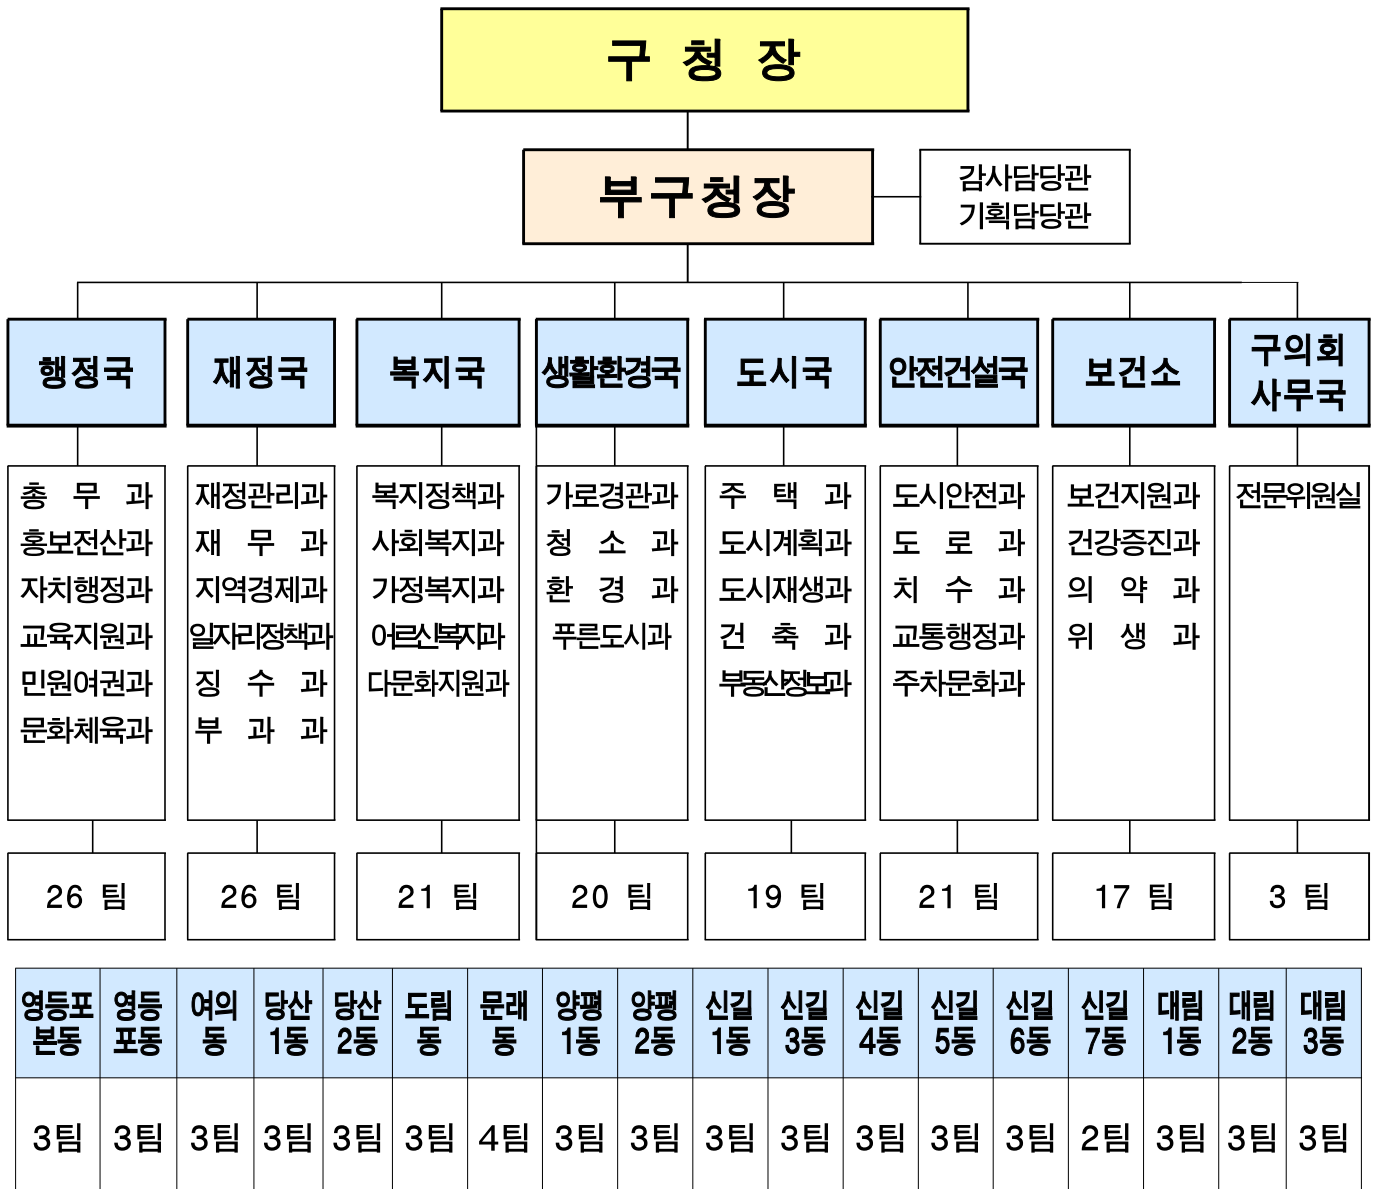 구 청 장
부구청장
감사담당관
기획담당관
행정국
재정국
복지국
생활환경국
도시국
안전건설국
보건소
구의회
사무국
총 무 과
홍보전산과
자치행정과
교육지원과
민원여권과
문화체육과
재정관리과
재 무 과
지역경제과
일자리정책과
징 수 과
부 과 과
복지정책과
사회복지과
가정복지과
어르신복지과
다문화지원과
가로경관과
청 소 과
환 경 과
푸른도시과
주 택 과
도시계획과
도시재생과
건 축 과
부동산정보과
도시안전과
도 로 과
치 수 과
교통행정과
주차문화과
보건지원과
건강증진과
의 약 과
위 생 과
전문위원실
26 팀
26 팀
21 팀
20 팀
19 팀
21 팀
17 팀
3 팀
영등포
본동
영등
포동
여의
동
당산
1동
당산
2동
도림
동
문래
동
양평
1동
양평
2동
신길
1동
신길
3동
신길
4동
신길
5동
신길
6동
신길
7동
대림
1동
대림
2동
대림
3동
3팀
3팀
3팀
3팀
3팀
3팀
4팀
3팀
3팀
3팀
3팀
3팀
3팀
3팀
2팀
3팀
3팀
3팀